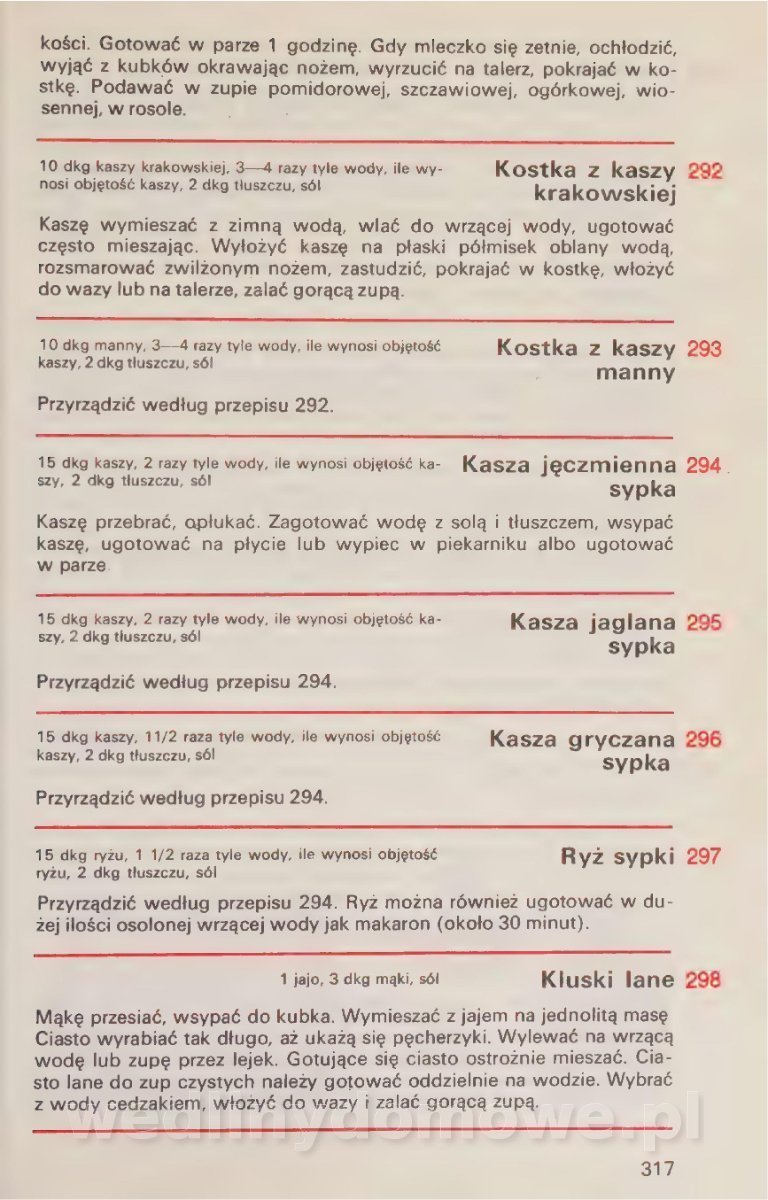 kości. Gotować w parze 1 godzinę. Gdy mleczko się zetnie, ochłodzić,
wyjąć z kubków okrawając nożem, wyrzucić na talerz, pokrajać w ko-
stkę. Podawać w zupie pomidorowej, szczawiowej, ogórkowej, wio-
sennej, w rosole.
10 dkg kaszy krakowskiej, 3—4 razy tyle wody, ile wy-
nosi objętość kaszy, 2 dkg tłuszczu, sól
Kostka z kaszy 292
krakowskiej
Kaszę wymieszać z zimną wodą, wlać do wrzącej wody, ugotować
często mieszając. Wyłożyć kaszę na płaski półmisek oblany wodą,
rozsmarować zwilżonym nożem, zastudzić, pokrajać w kostkę, włożyć
do wazy lub na talerze, zalać gorącą zupą.
10 dkg manny, 3—4 razy tyle wody, ile wynosi objętość
kaszy, 2 dkg tłuszczu, sól
Kostka z kaszy 293
manny
Przyrządzić według przepisu 292.
15 dkg kaszy, 2 razy tyle wody, ile wynosi objętość ka-
szy, 2 dkg tłuszczu, sól
Kasza jęczmienna 294
sypka
Kaszę przebrać, opłukać. Zagotować wodę z solą i tłuszczem, wsypać
kaszę, ugotować na płycie lub wypiec w piekarniku albo ugotować
w parze
15 dkg kaszy, 2 razy tyle wody, ile wynosi objętość ka-
szy, 2 dkg tłuszczu, sól
Kasza jaglana 295
sypka
Przyrządzić według przepisu 294.
15 dkg kaszy, 11/2 raza tyle wody, ile wynosi objętość
kaszy, 2 dkg tłuszczu, sól
Kasza gryczana 296
sypka
Przyrządzić według przepisu 294.
15 dkg ryżu, 1 1/2 raza tyle wody, ile wynosi objętość
ryżu, 2 dkg tłuszczu, sól
Ryż sypki 297
Przyrządzić według przepisu 294. Ryż można również ugotować w du-
żej ilości osolonej wrzącej wody jak makaron (około 30 minut).
1 jajo, 3 dkg mąki, sól
Kluski lane 298
Mąkę przesiać, wsypać do kubka. Wymieszać z jajem na jednolitą masę
Ciasto wyrabiać tak długo, aż ukażą się pęcherzyki. Wylewać na wrzącą
wodę lub zupę przez lejek. Gotujące się ciasto ostrożnie mieszać. Cia-
sto lane do zup czystych należy gotować oddzielnie na wodzie. Wybrać
z wody cedzakiem, włożyć do wazy i zalać gorącą zupą.
wedlinydomowe.pl
317